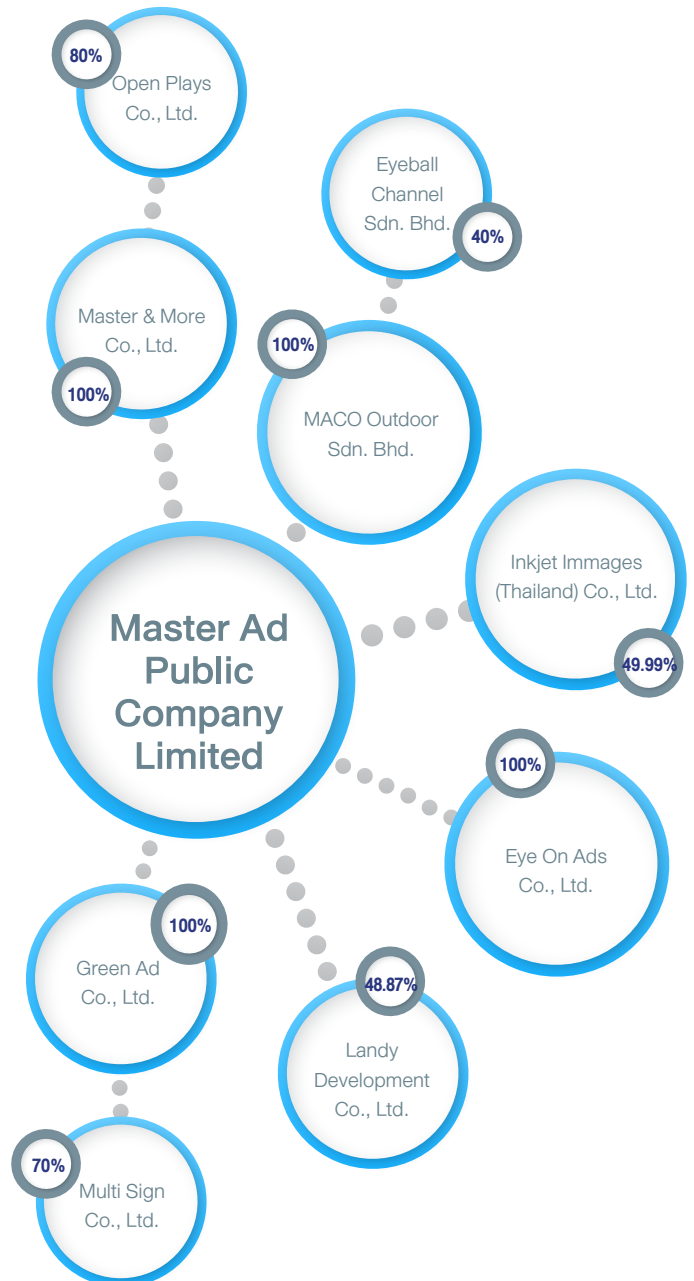 80%
Open Plays
Co., Ltd.
Eyeball
Channel
Sdn. Bhd.
40%
Master & More
Co., Ltd.
100%
100%
MACO Outdoor
Sdn. Bhd.
Inkjet Immages
(Thailand) Co., Ltd.
49.99%
Master Ad
Public
Company
Limited
100%
Eye On Ads
Co., Ltd.
100%
Green Ad
Co., Ltd.
48.87%
Landy
Development
Co., Ltd.
70%
Multi Sign
Co., Ltd.